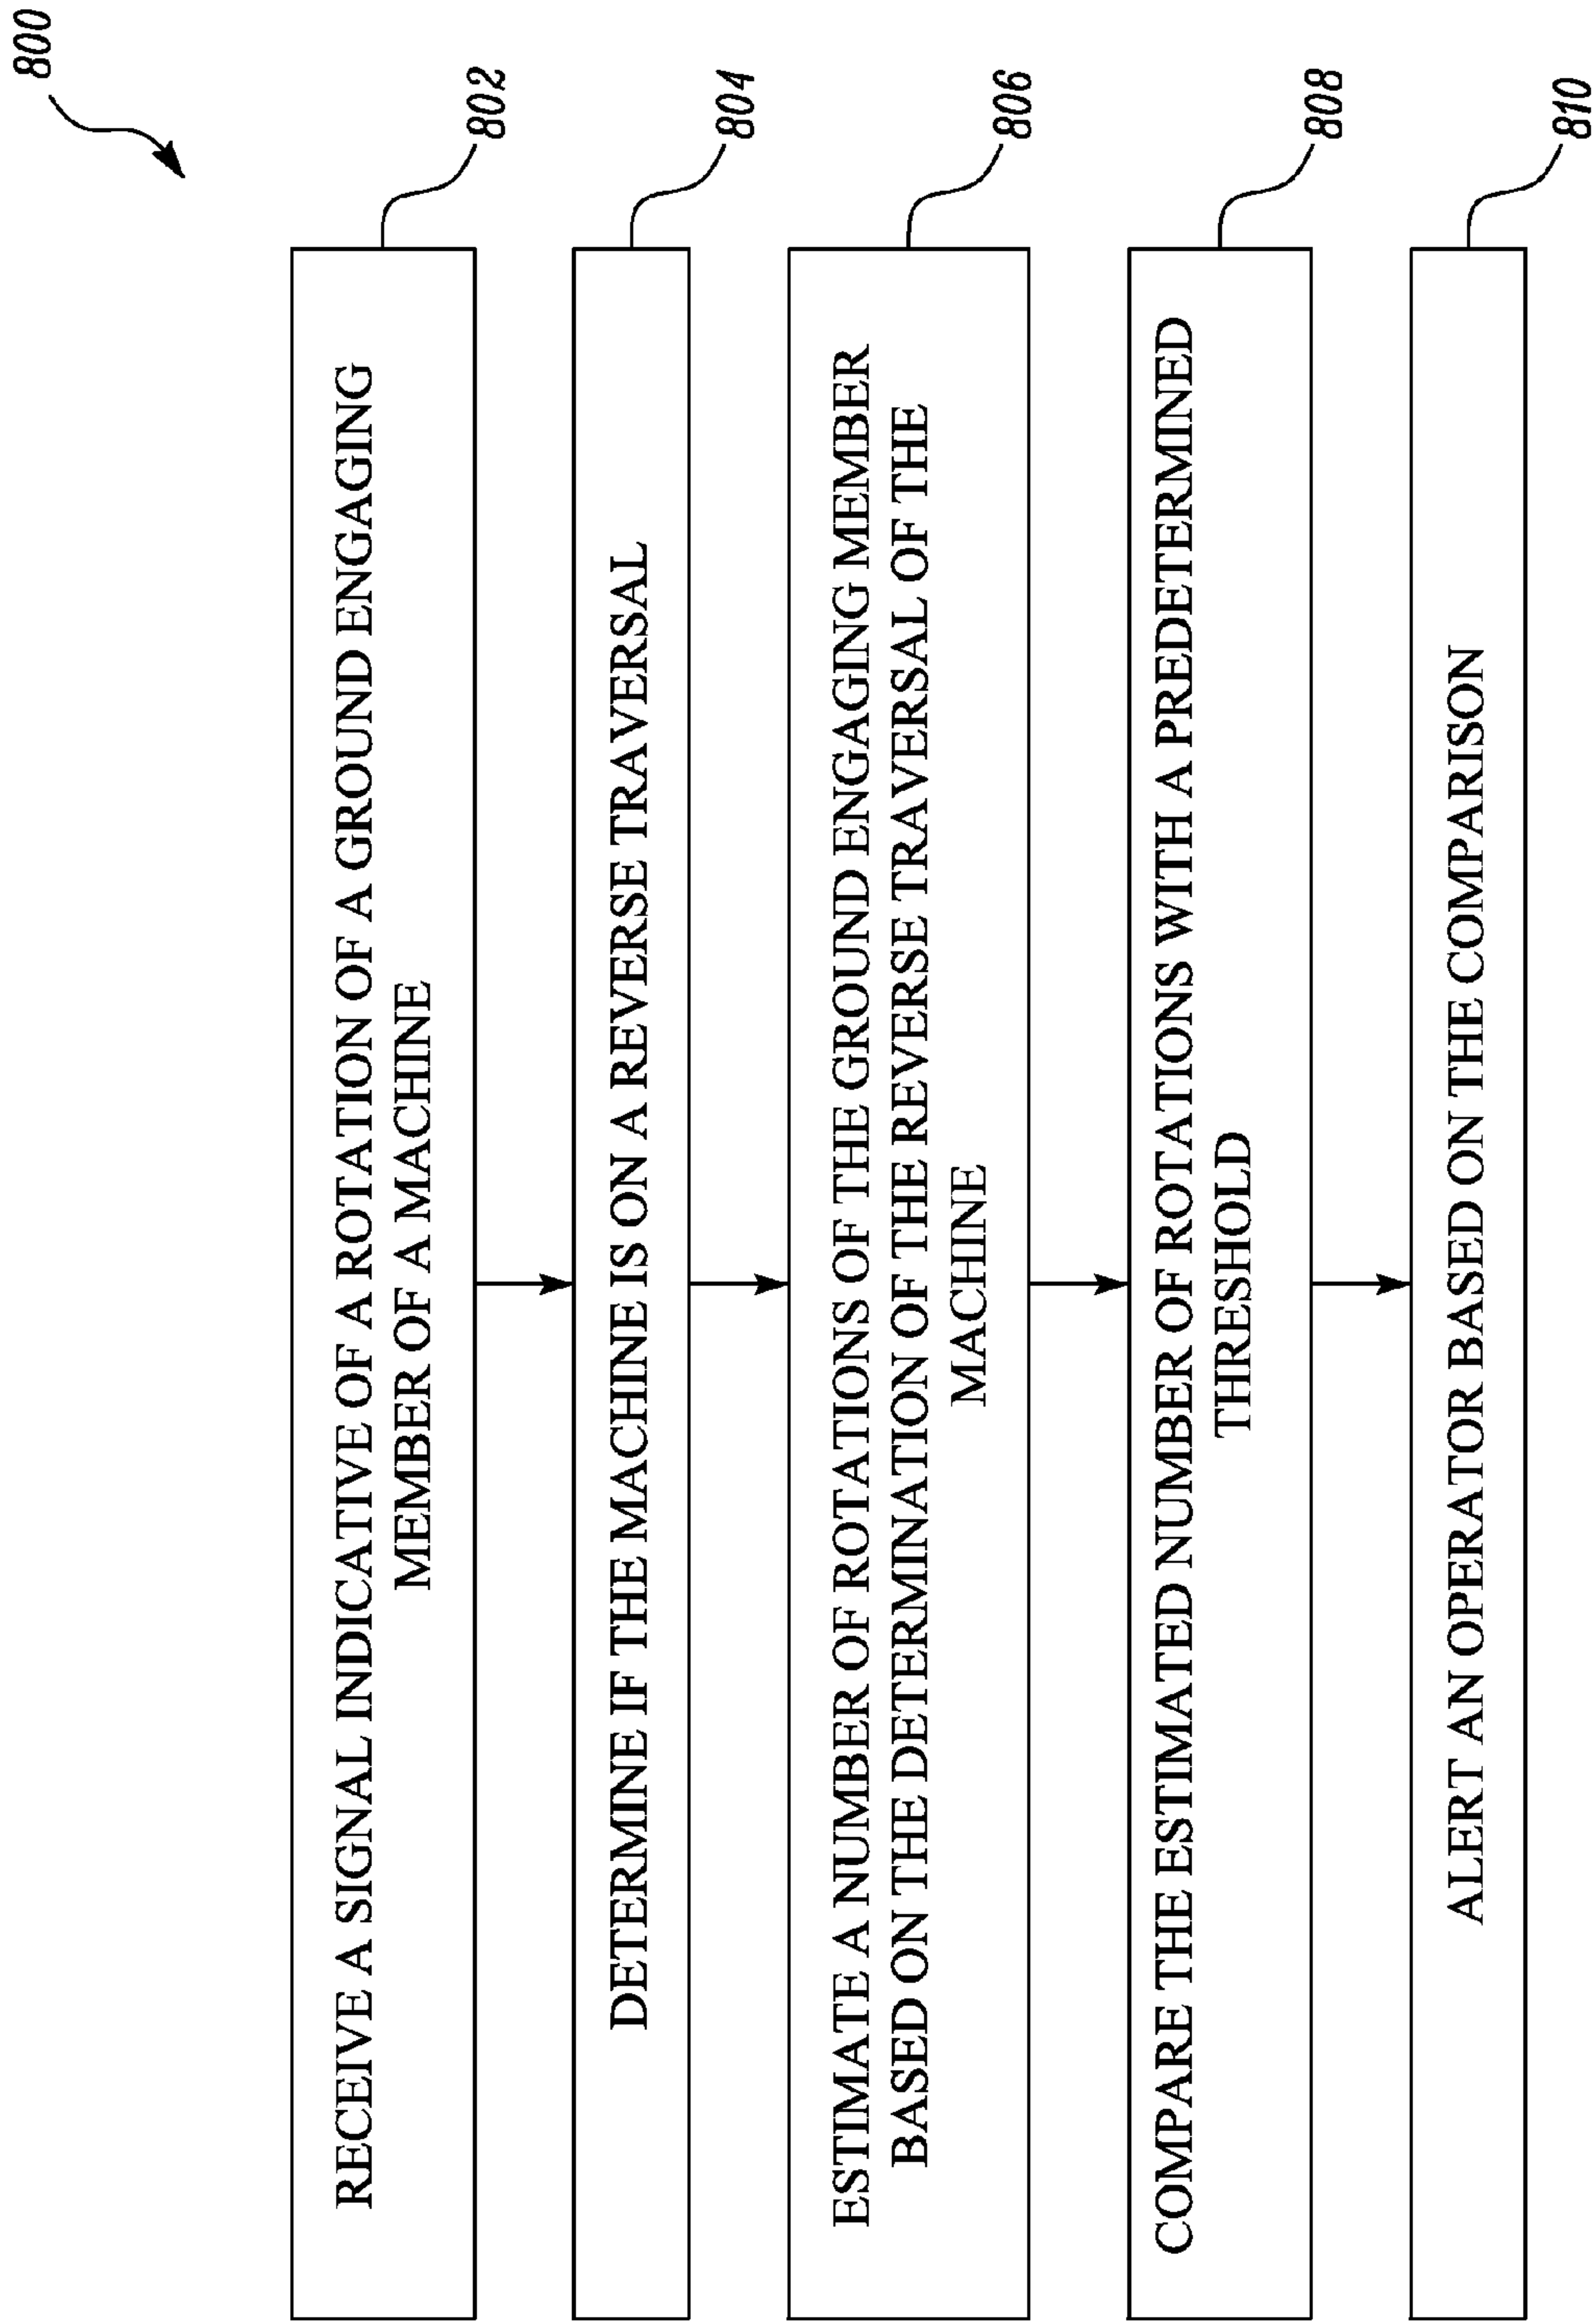 800
RECEIVE A SIGNAL INDICATIVE OF A ROTATION OF A GROUND ENGAGING
MEMBER OF A MACHINE
802
DETERMINE IF THE MACHINE IS ON A REVERSE TRAVERSAL
804
ESTIMATE A NUMBER OF ROTATIONS OF THE GROUND ENGAGING MEMBER
BASED ON THE DETERMINATION OF THE REVERSE TRAVERSAL OF THE
MACHINE
806
COMPARE THE ESTIMATED NUMBER OF ROTATIONS WITH A PREDETERMINED
THRESHOLD
808
ALERT AN OPERATOR BASED ON THE COMPARISON
810